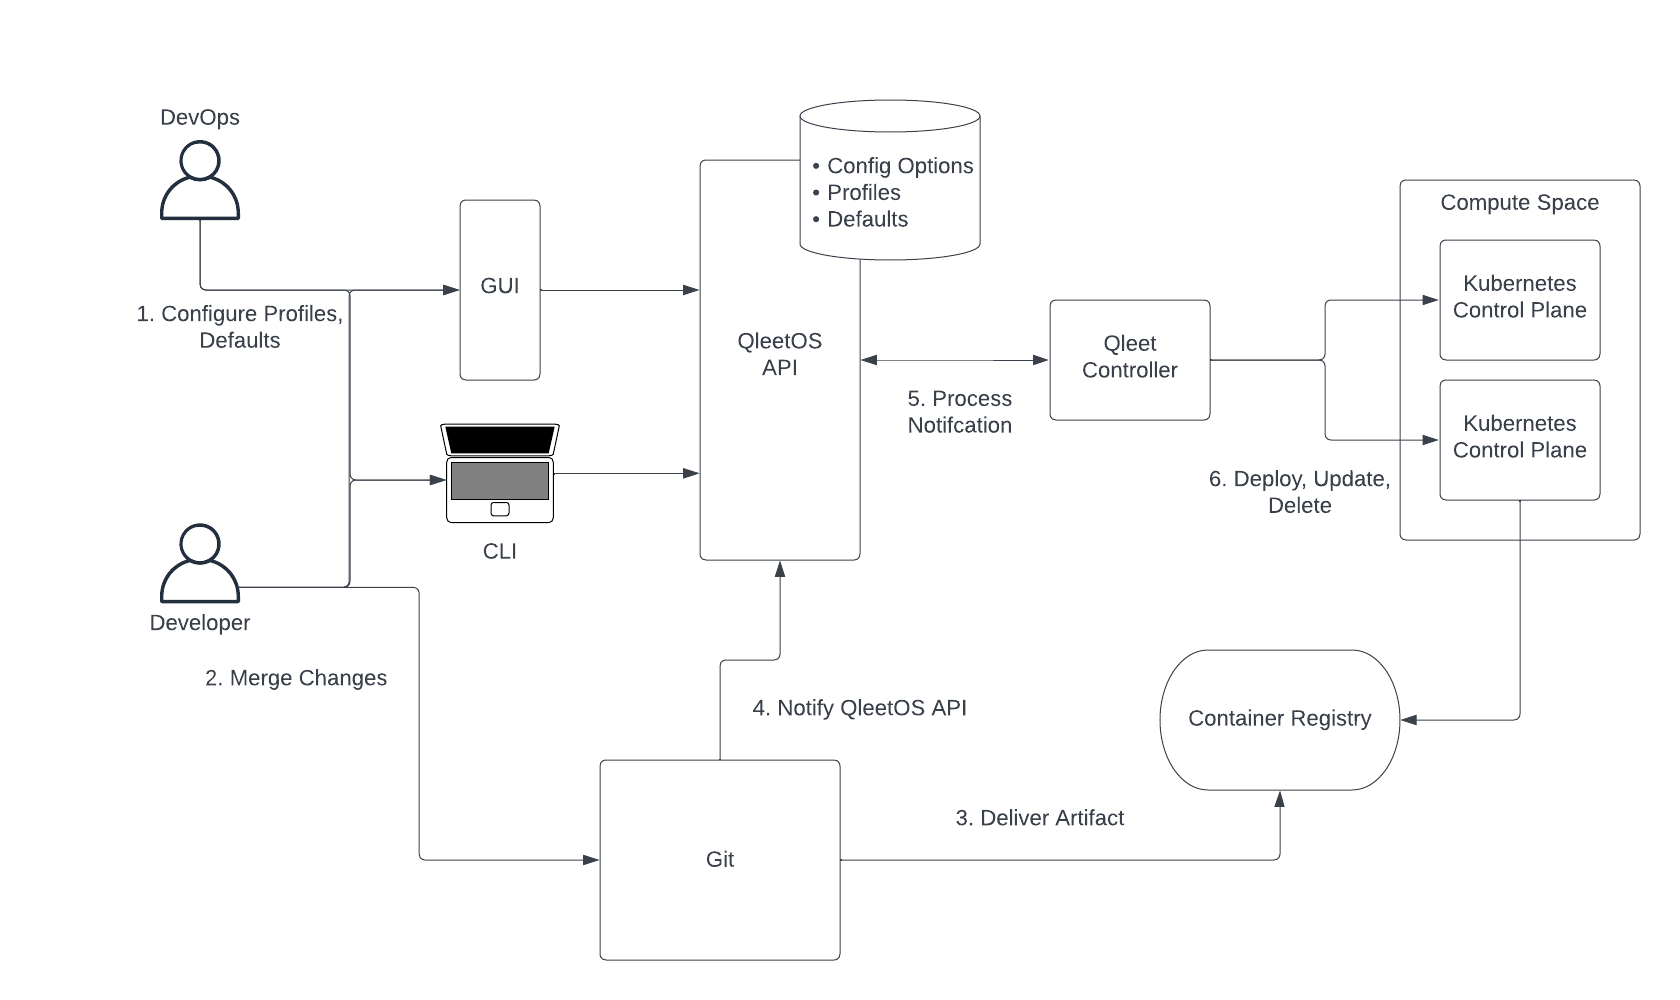 DevOps
• Config Options
• Profiles
• Defaults
Compute Space
GUI
Kubernetes
Control Plane
1. Configure Profiles,
Defaults
QleetOS
API
Qleet
Controller
5. Process
Notifcation
Kubernetes
Control Plane
6. Deploy, Update,
Delete
CLI
Developer
2. Merge Changes
4. Notify QleetOS API
Container Registry
3. Deliver Artifact
Git